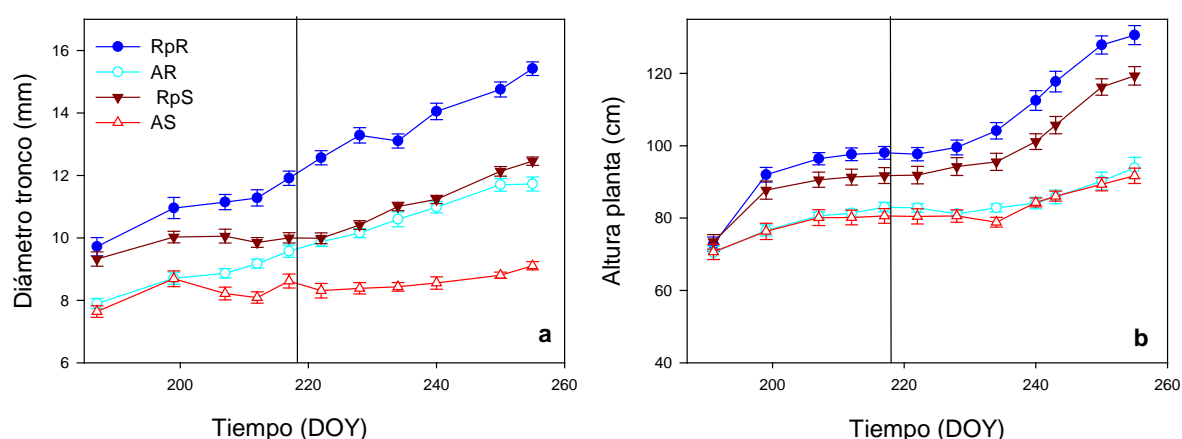 Diámetro tronco (mm)
16
14
12
10
8
6
RpR
AR
RpS
AS
a
200
220
240
260
Tiempo (DOY)
Altura planta (cm)
120
100
80
60
40
b
200
220
240
260
Tiempo (DOY)